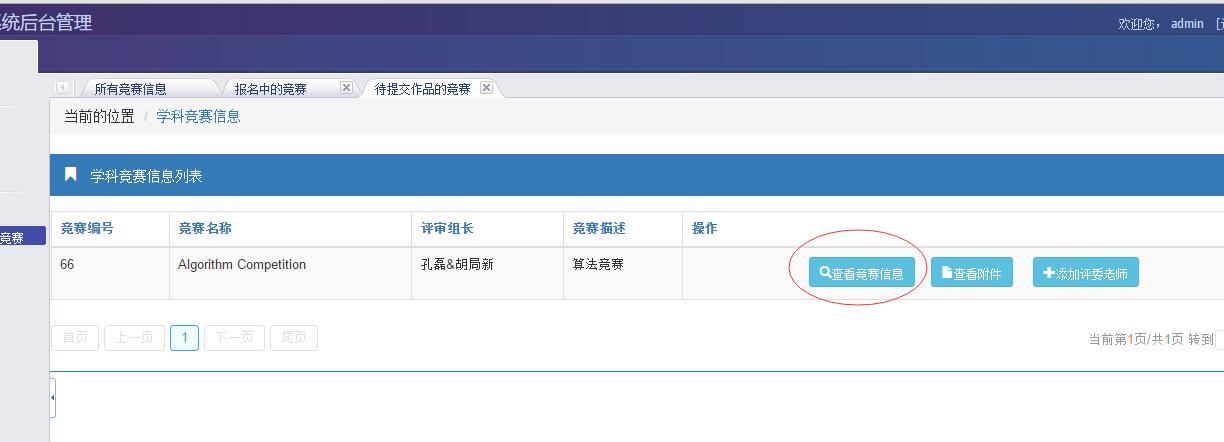 统后台管理
欢迎您， admin
所有竞赛信息
报名中的竞赛
待提交作品的竞赛
当前的位置 / 学科竞赛信息
竞赛
学科竞赛信息列表
竞赛编号 竞赛名称 评审组长 竞赛描述 操作
66 Algorithm Competition 孔磊&胡局新 算法竞赛 查看竞赛信息 查看附件 添加评委老师
首页 上一页 1 下一页 尾页
当前第1页/共1页 转到